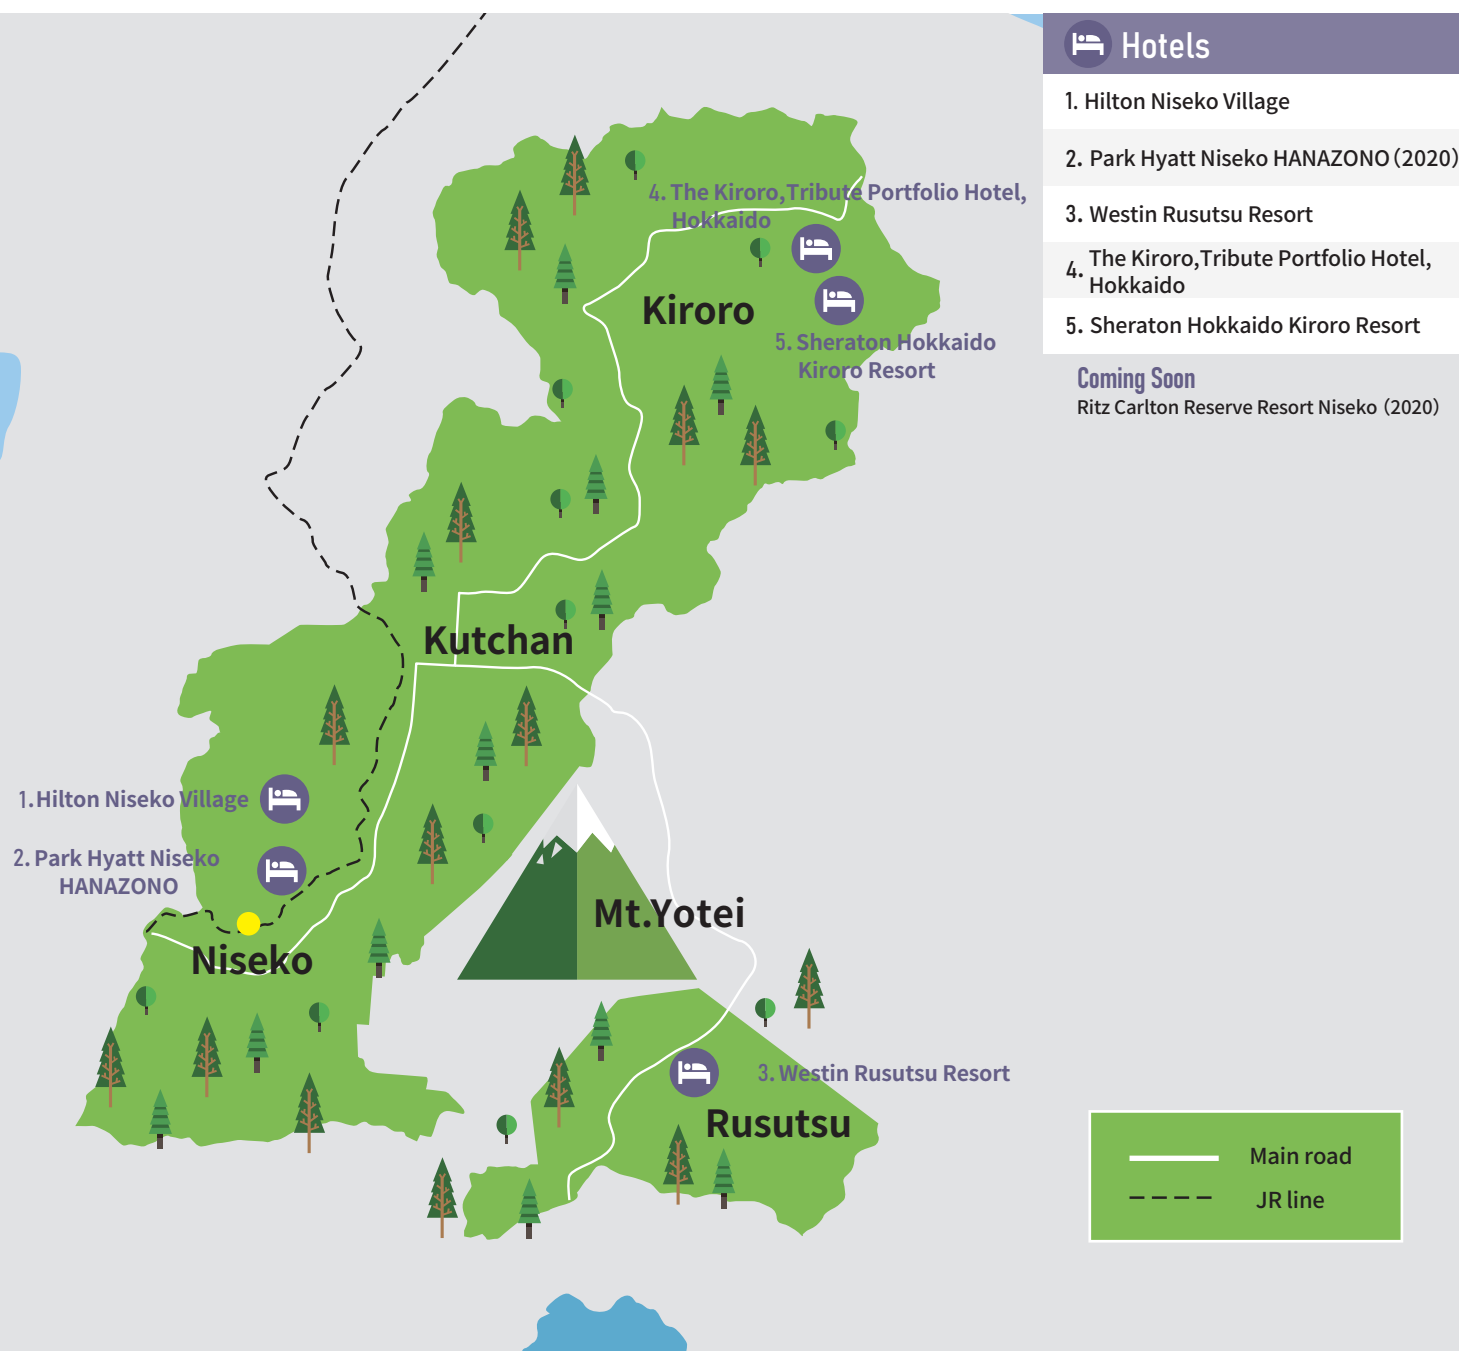 Hotels
1. Hilton Niseko Village
2. Park Hyatt Niseko HANAZONO(2020)
3. Westin Rusutsu Resort
4. The Kiroro,Tribute Portfolio Hotel,
Hokkaido
5. Sheraton Hokkaido Kiroro Resort
Coming Soon
Ritz Carlton Reserve Resort Niseko (2020)
4. The Kiroro,Tribute Portfolio Hotel,
Hokkaido
Kiroro
5. Sheraton Hokkaido
Kiroro Resort
Kutchan
1. Hilton Niseko Village
2. Park Hyatt Niseko
HANAZONO
Mt.Yotei
Niseko
3. Westin Rusutsu Resort
Rusutsu
Main road
JR line